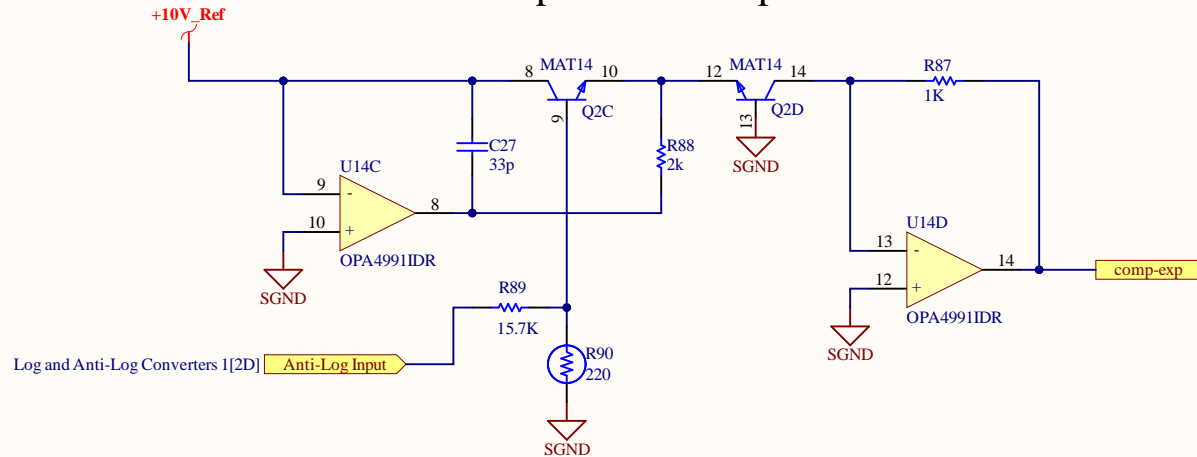 +10V_Ref
8
MAT14
10
12
MAT14
14
R87
1K
9
Q2C
13
Q2D
SGND
C27
33p
R88
2k
U14C
9
-
8
10
+
OPA4991IDR
SGND
U14D
13
-
14
comp-exp
12
+
OPA4991IDR
SGND
R89
15.7K
Log and Anti-Log Converters 1[2D]
Anti-Log Input
R90
220
SGND